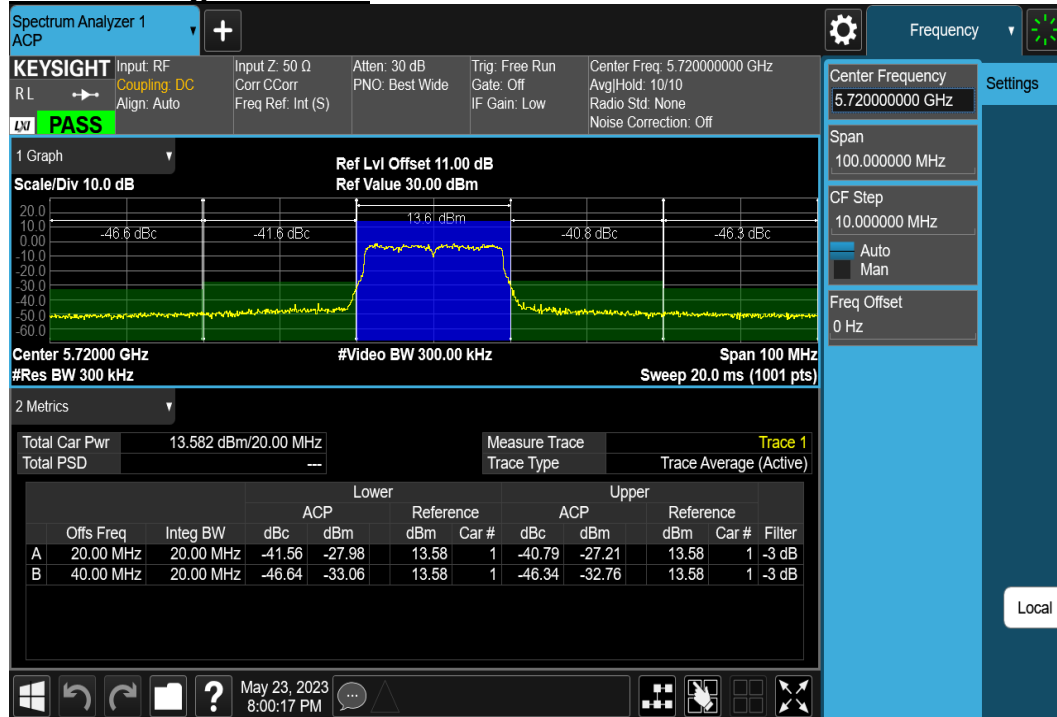 Spectrum Analyzer 1
ACP
+
Frequency
KEYSIGHT
RL
LXI
PASS
Input: RF
Coupling: DC
Align: Auto
Input Z: 50 Ω
Corr CCorr
Freq Ref: Int (S)
Atten: 30 dB
PNO: Best Wide
Trig: Free Run
Gate: Off
IF Gain: Low
Center Freq: 5.720000000 GHz
Avg|Hold: 10/10
Radio Std: None
Noise Correction: Off
1 Graph
Ref Lvl Offset 11.00 dB
Scale/Div 10.0 dB Ref Value 30.00 dBm
20.0
10.0
0.00
-10.0
-20.0
-30.0
-40.0
-50.0
-60.0
13.6 dBm
-46.6 dBc -41.6 dBc -40.8 dBc -46.3 dBc
Center 5.72000 GHz #Video BW 300.00 kHz Span 100 MHz
#Res BW 300 kHz Sweep 20.0 ms (1001 pts)
2 Metrics
Total Car Pwr 13.582 dBm/20.00 MHz Measure Trace Trace 1
Total PSD --- Trace Type Trace Average (Active)
Lower Upper
ACP Reference ACP Reference
Offs Freq Integ BW dBc dBm dBm Car # dBc dBm dBm Car # Filter
A 20.00 MHz 20.00 MHz -41.56 -27.98 13.58 1 -40.79 -27.21 13.58 1 -3 dB
B 40.00 MHz 20.00 MHz -46.64 -33.06 13.58 1 -46.34 -32.76 13.58 1 -3 dB
Center Frequency
5.720000000 GHz
Settings
Span
100.000000 MHz
CF Step
10.000000 MHz
Auto
Man
Freq Offset
0 Hz
Local
?
May 23, 2023
8:00:17 PM